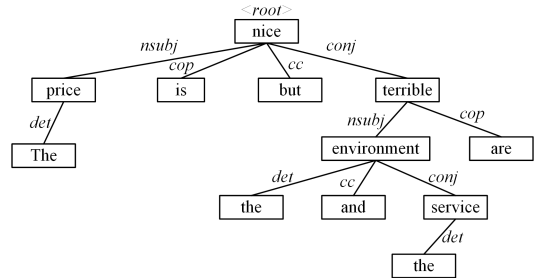 <root>
nice
nsubj cop cc conj
price is but terrible
det nsubj cop
The environment are
det cc conj
the and service
det
the